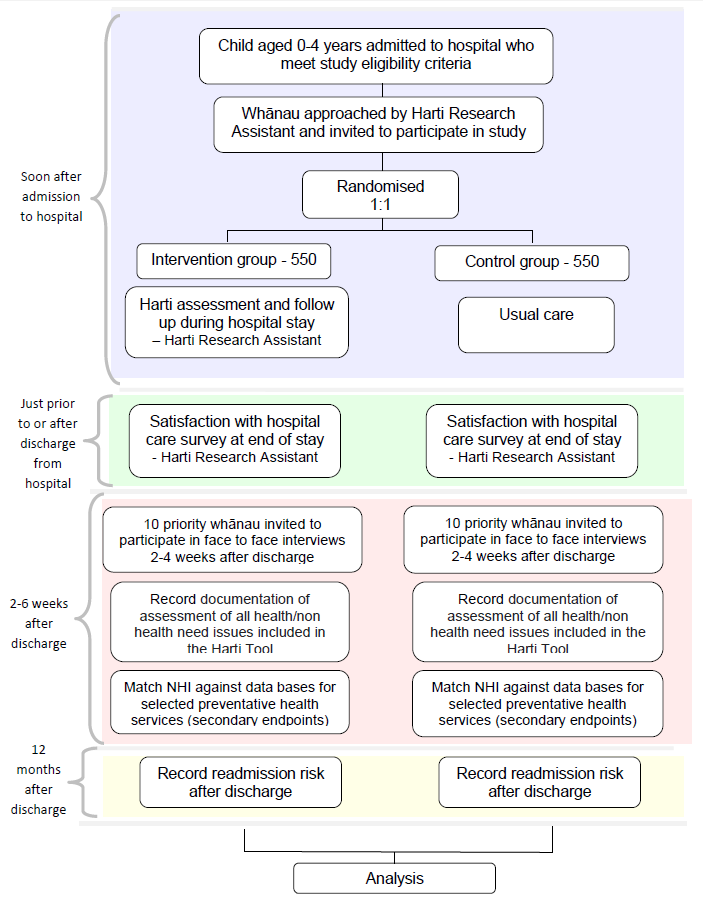 Child aged 0-4 years admitted to hospital who
meet study eligibility criteria
Whānau approached by Harti Research
Assistant and invited to participate in study
Soon after
admission
to hospital
Randomised
1:1
Intervention group - 550
Control group - 550
Harti assessment and follow
up during hospital stay
– Harti Research Assistant
Usual care
Just prior
to or after
discharge
from
hospital
Satisfaction with hospital
care survey at end of stay
- Harti Research Assistant
Satisfaction with hospital
care survey at end of stay
- Harti Research Assistant
2-6 weeks
after
discharge
10 priority whānau invited to
participate in face to face interviews
2-4 weeks after discharge
10 priority whānau invited to
participate in face to face interviews
2-4 weeks after discharge
Record documentation of
assessment of all health/non
health need issues included in
the Harti Tool
Record documentation of
assessment of all health/non
health need issues included in the
Harti Tool
Match NHI against data bases for
selected preventative health
services (secondary endpoints)
Match NHI against data bases for
selected preventative health
services (secondary endpoints)
12
months
after
discharge
Record readmission risk
after discharge
Record readmission risk
after discharge
Analysis